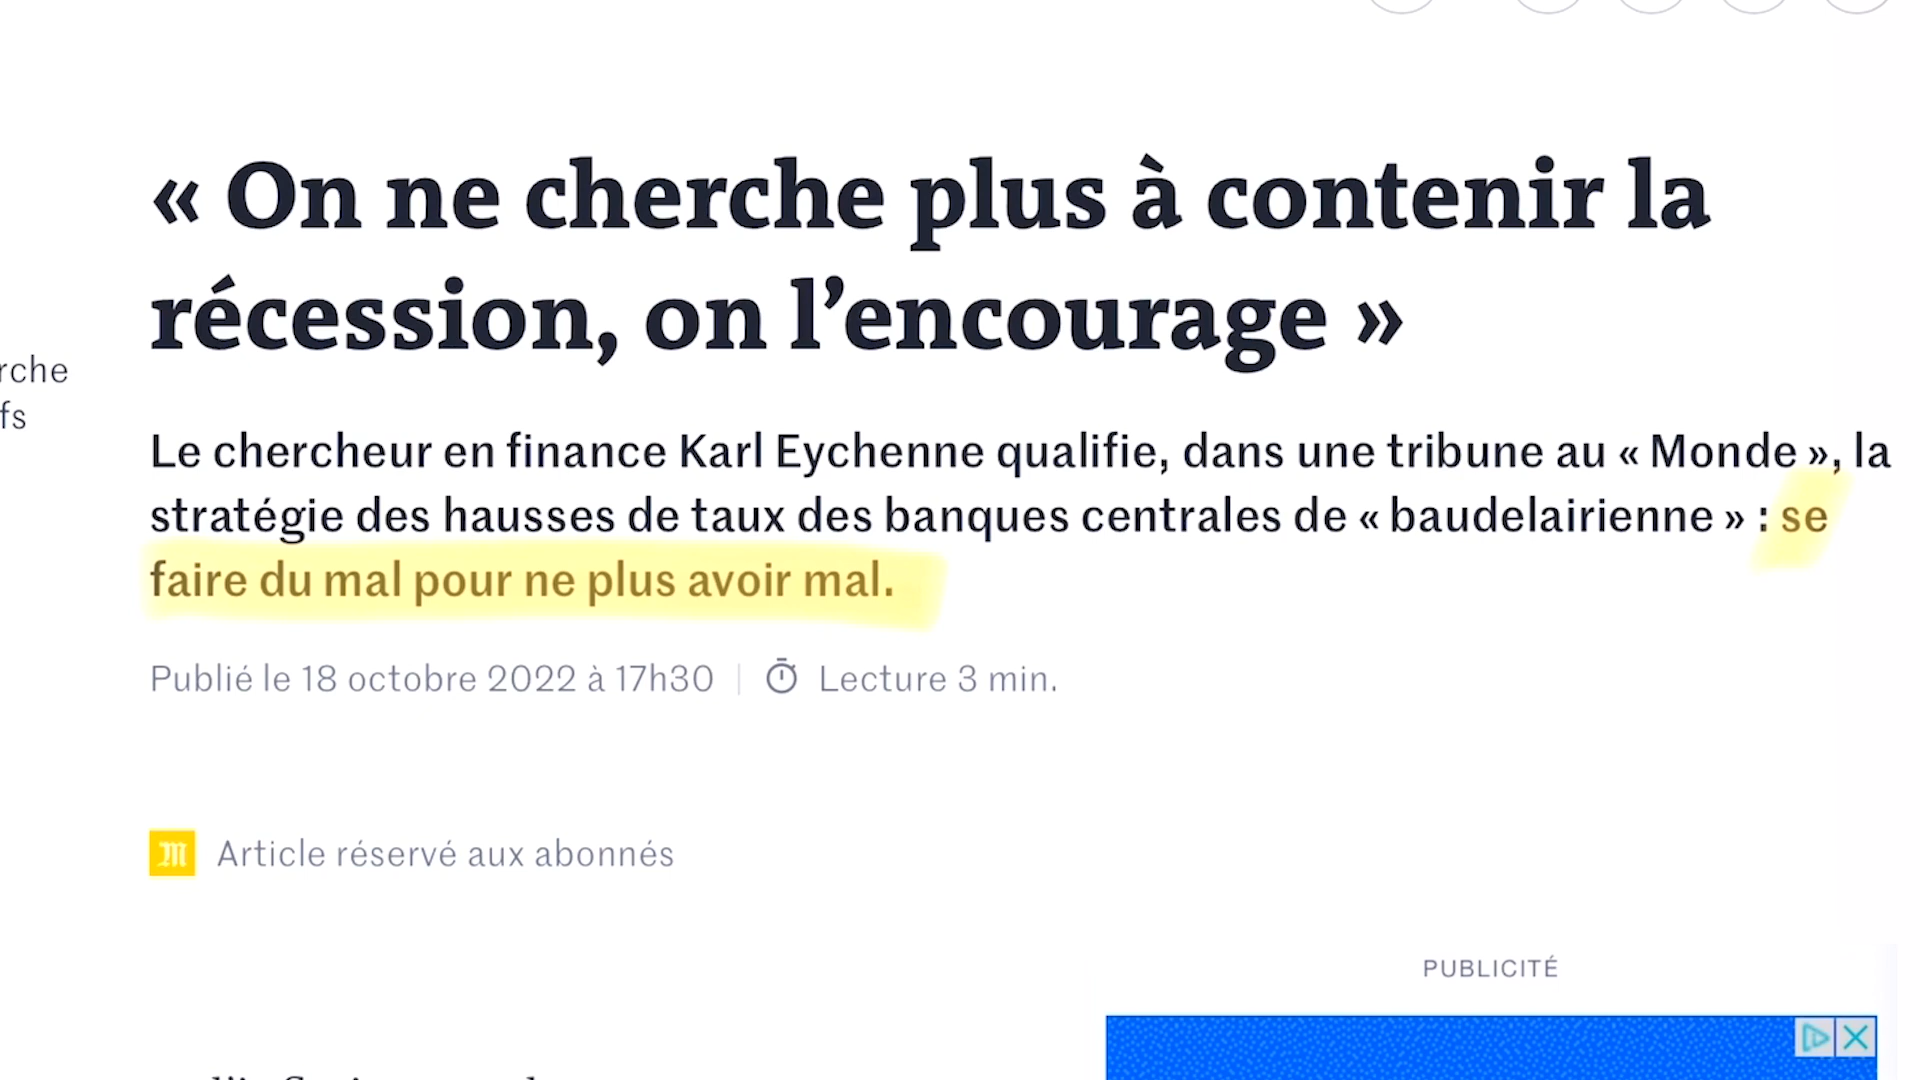 « On ne cherche plus à contenir la
récession, on l’encourage »
Le chercheur en finance Karl Eychenne qualifie, dans une tribune au « Monde », la
stratégie des hausses de taux des banques centrales de « baudelairienne » : se
faire du mal pour ne plus avoir mal.
Publié le 18 octobre 2022 à 17h30 | Lecture 3 min.
Article réservé aux abonnés
PUBLICITÉ